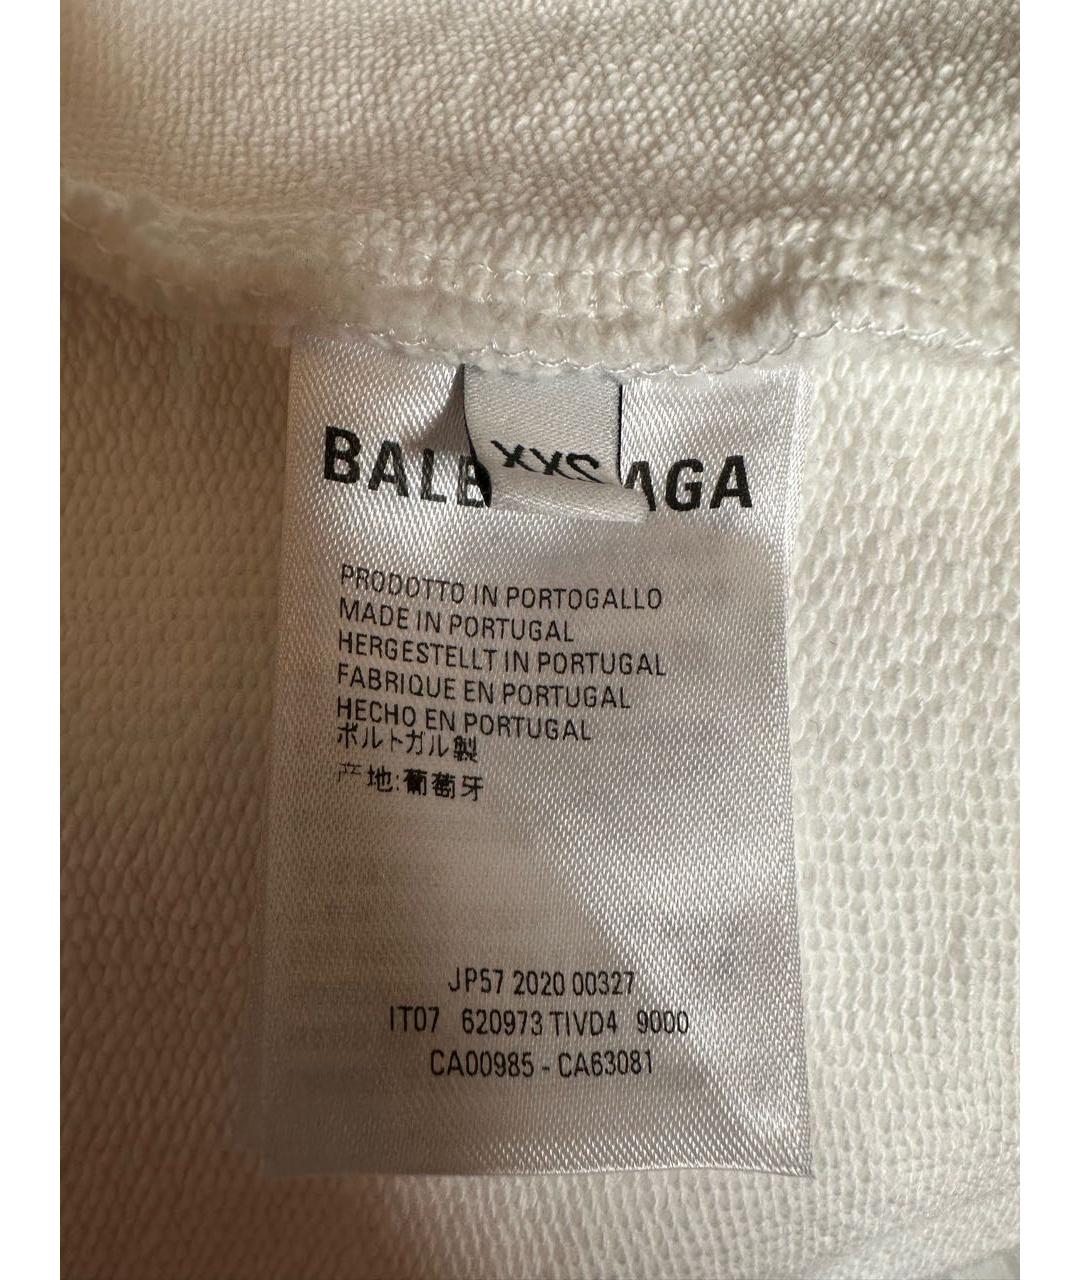 XXS
BALE AGA
PRODOTTO IN PORTOGALLO
MADE IN PORTUGAL
HERGESTELLT IN PORTUGAL
FABRIQUE EN PORTUGAL
HECHO EN PORTUGAL
ポルトガル製
产地:葡萄牙
JP57 2020 00327
IT07 620973 TIVD4 9000
CA00985 - CA63081